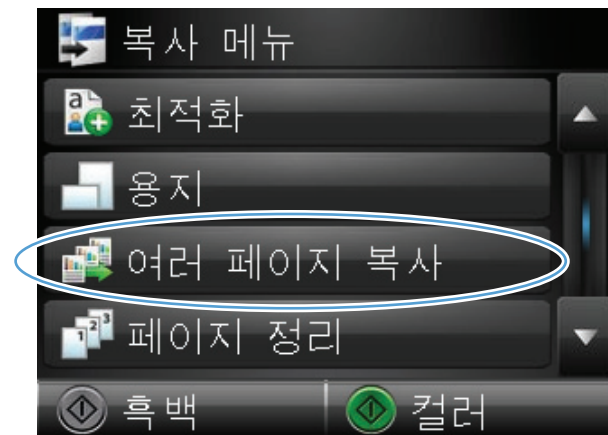 복사 메뉴
최적화
용지
여러 페이지 복사
페이지 정리
흑백 컬러